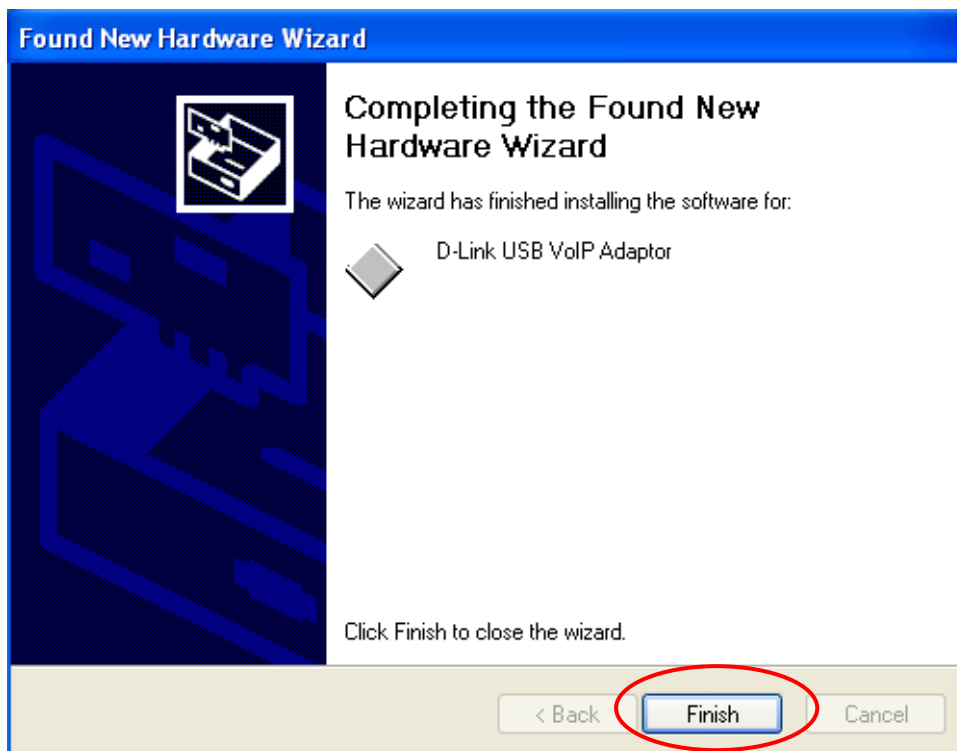 Found New Hardware Wizard
Completing the Found New
Hardware Wizard
The wizard has finished installing the software for:
D-Link USB VoIP Adaptor
Click Finish to close the wizard.
< Back Finish Cancel